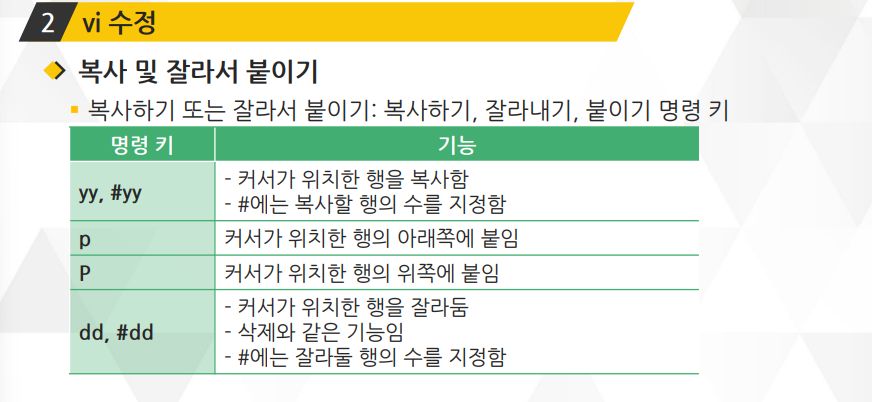 2 vi 수정
복사 및 잘라서 붙이기
복사하기 또는 잘라서 붙이기: 복사하기, 잘라내기, 붙이기 명령 키
명령 키 기능
yy, #yy
- 커서가 위치한 행을 복사함
- #에는 복사할 행의 수를 지정함
p 커서가 위치한 행의 아래쪽에 붙임
P 커서가 위치한 행의 위쪽에 붙임
dd, #dd
- 커서가 위치한 행을 잘라둠
- 삭제와 같은 기능임
- #에는 잘라둘 행의 수를 지정함